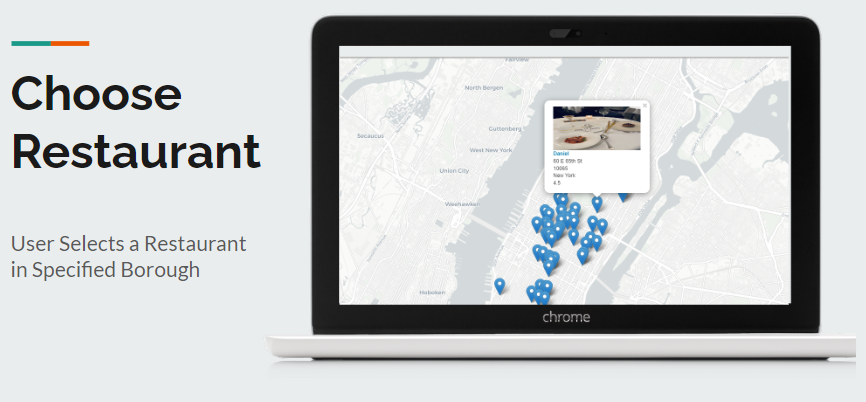 Choose
Restaurant
User Selects a Restaurant
in Specified Borough
Fairview
North Bergen
Secaucus
Guttenberg
West New York
Union City
Weehawken
Hoboken
Daniel
60 E 65th St
10065
New York
4.5
chrome